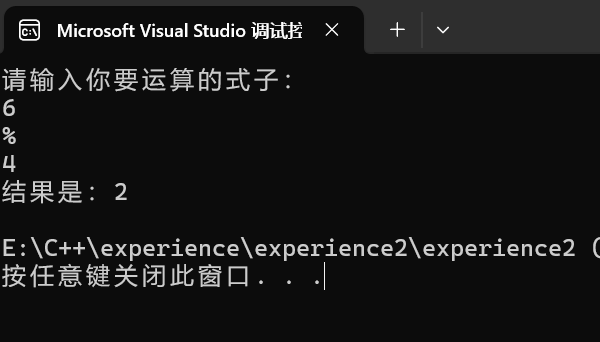 Microsoft Visual Studio 调试控
请输入你要运算的式子：
6
%
4
结果是：2
E:\C++\experience\experience2\experience2 (
按任意键关闭此窗口. . .